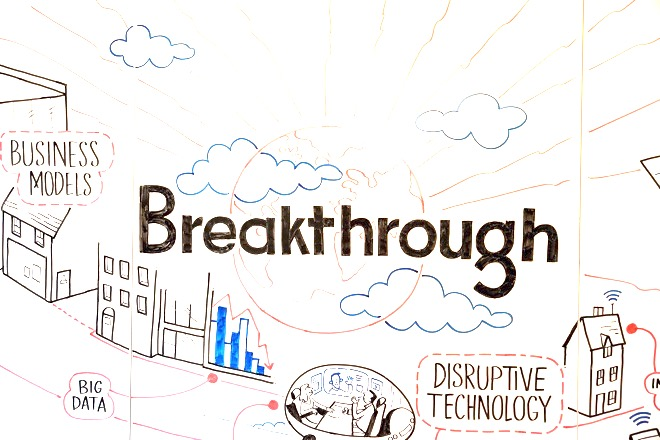 BUSINESS
MODELS
Breakthrough
BIG
DATA
DISRUPTIVE
TECHNOLOGY